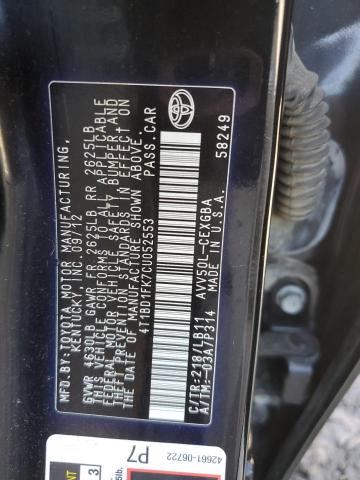 MFD.BY:TOYOTA MOTOR MANUFACTURING,
KENTUCKY, INC. 09/12
GVWR 4630LB GAWR FR 2625LB RR 2625LB
THIS VEHICLE CONFORMS TO ALL APPLICABLE
FEDERAL MOTOR VEHICLE SAFETY, BUMPER, AND
THEFT PREVENTION STANDARDS IN EFFECT ON
THE DATE OF MANUFACTURE SHOWN ABOVE.
4T1BD1FK7CU052553 PASS.CAR
C/TR:218/LB11 AVV50L-CEXGBA
A/TM:-03A/P314 MADE IN U.S.A.
58249
42661-06722
P7
3